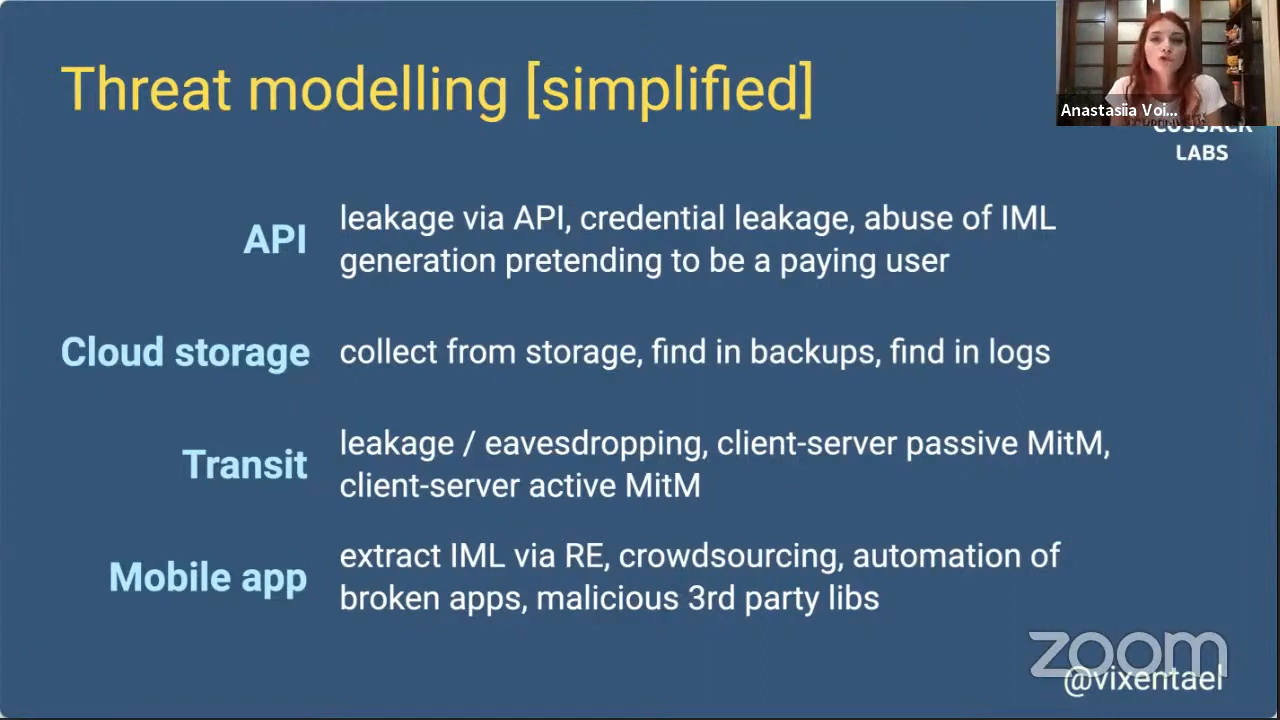 Threat modelling [simplified]
Anastasiia Voi...
COSSACK
LABS
API
leakage via API, credential leakage, abuse of IML
generation pretending to be a paying user
Cloud storage
collect from storage, find in backups, find in logs
Transit
leakage / eavesdropping, client-server passive MitM,
client-server active MitM
Mobile app
extract IML via RE, crowdsourcing, automation of
broken apps, malicious 3rd party libs
zoom
@vixentael